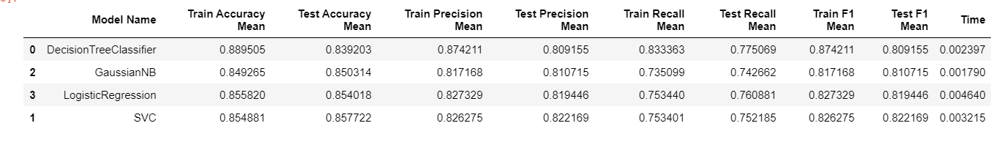 Model Name Train Accuracy Mean Test Accuracy Mean Train Precision Mean Test Precision Mean Train Recall Mean Test Recall Mean Train F1 Mean Test F1 Mean Time
0 DecisionTreeClassifier 0.889505 0.839203 0.874211 0.809155 0.833363 0.775069 0.874211 0.809155 0.002397
2 GaussianNB 0.849265 0.850314 0.817168 0.810715 0.735099 0.742662 0.817168 0.810715 0.001790
3 LogisticRegression 0.855820 0.854018 0.827329 0.819446 0.753440 0.760881 0.827329 0.819446 0.004640
1 SVC 0.854881 0.857722 0.826275 0.822169 0.753401 0.752185 0.826275 0.822169 0.003215